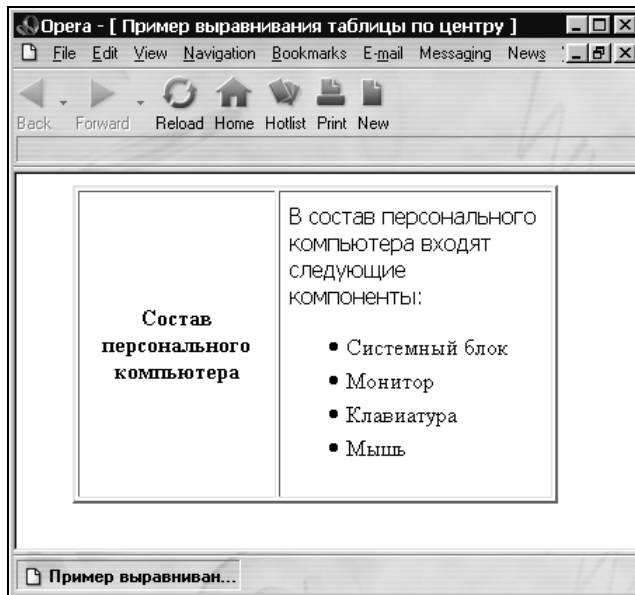 Opera - [ Пример выравнивания таблицы по центру ]
File Edit View Navigation Bookmarks E-mail Messaging News
Back Forward Reload Home Hotlist Print New
Состав
персонального
компьютера
В состав персонального
компьютера входят
следующие
компоненты:
• Системный блок
• Монитор
• Клавиатура
• Мышь
Пример выравниван...